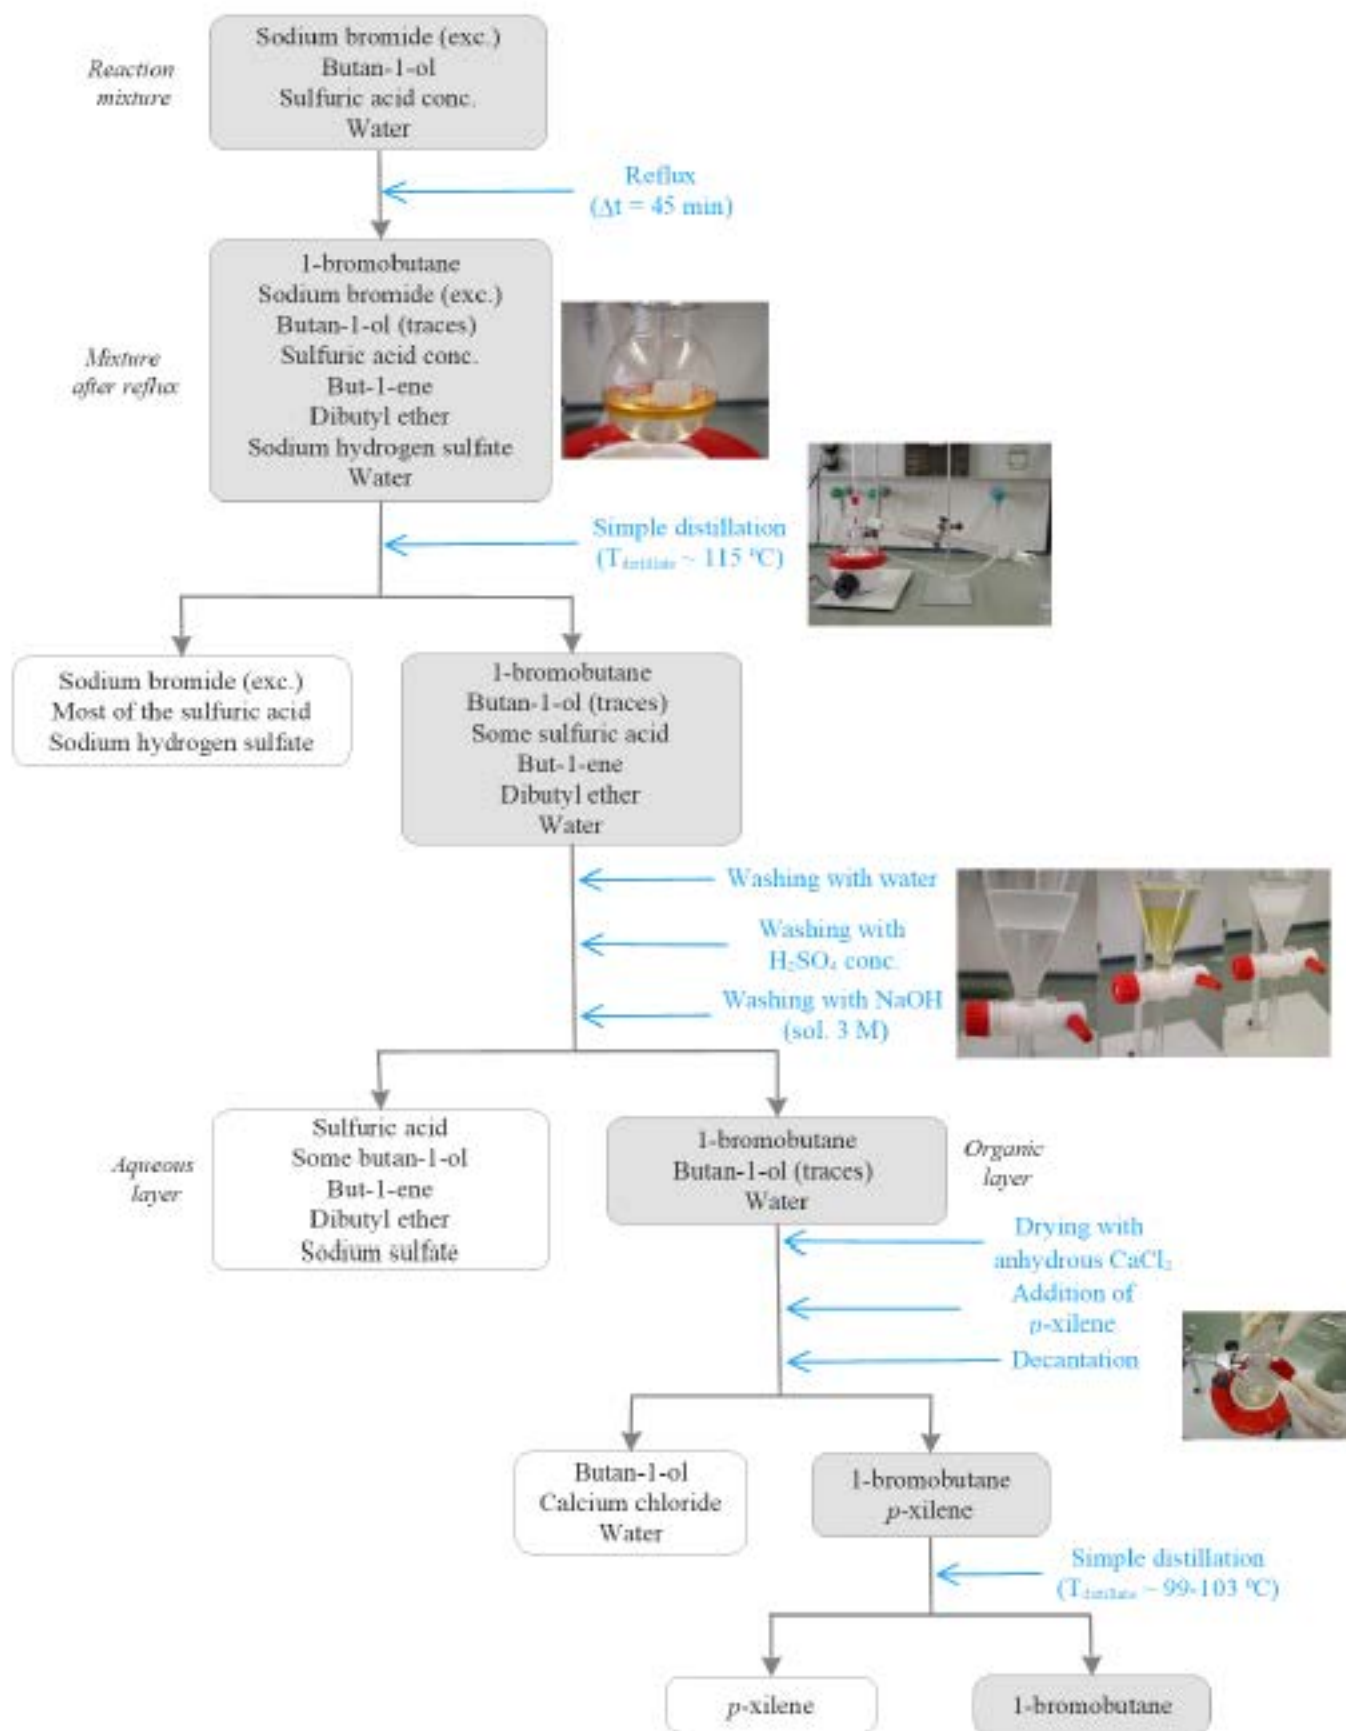 Reaction
mixture
Sodium bromide (exc.)
Butan-1-ol
Sulfuric acid conc.
Water
Reflux
(Δt = 45 min)
Mixture
after reflux
1-bromobutane
Sodium bromide (exc.)
Butan-1-ol (traces)
Sulfuric acid conc.
But-1-ene
Dibutyl ether
Sodium hydrogen sulfate
Water
Simple distillation
(T distillate ~ 115 ºC)
Sodium bromide (exc.)
Most of the sulfuric acid
Sodium hydrogen sulfate
1-bromobutane
Butan-1-ol (traces)
Some sulfuric acid
But-1-ene
Dibutyl ether
Water
Washing with water
Washing with
H₂SO₄ conc.
Washing with NaOH
(sol. 3 M)
Aqueous
layer
Sulfuric acid
Some butan-1-ol
But-1-ene
Dibutyl ether
Sodium sulfate
1-bromobutane
Butan-1-ol (traces)
Water
Organic
layer
Drying with
anhydrous CaCl₂
Addition of
p-xilene
Decantation
Butan-1-ol
Calcium chloride
Water
1-bromobutane
p-xilene
Simple distillation
(T distillate ~ 99-103 ºC)
p-xilene
1-bromobutane